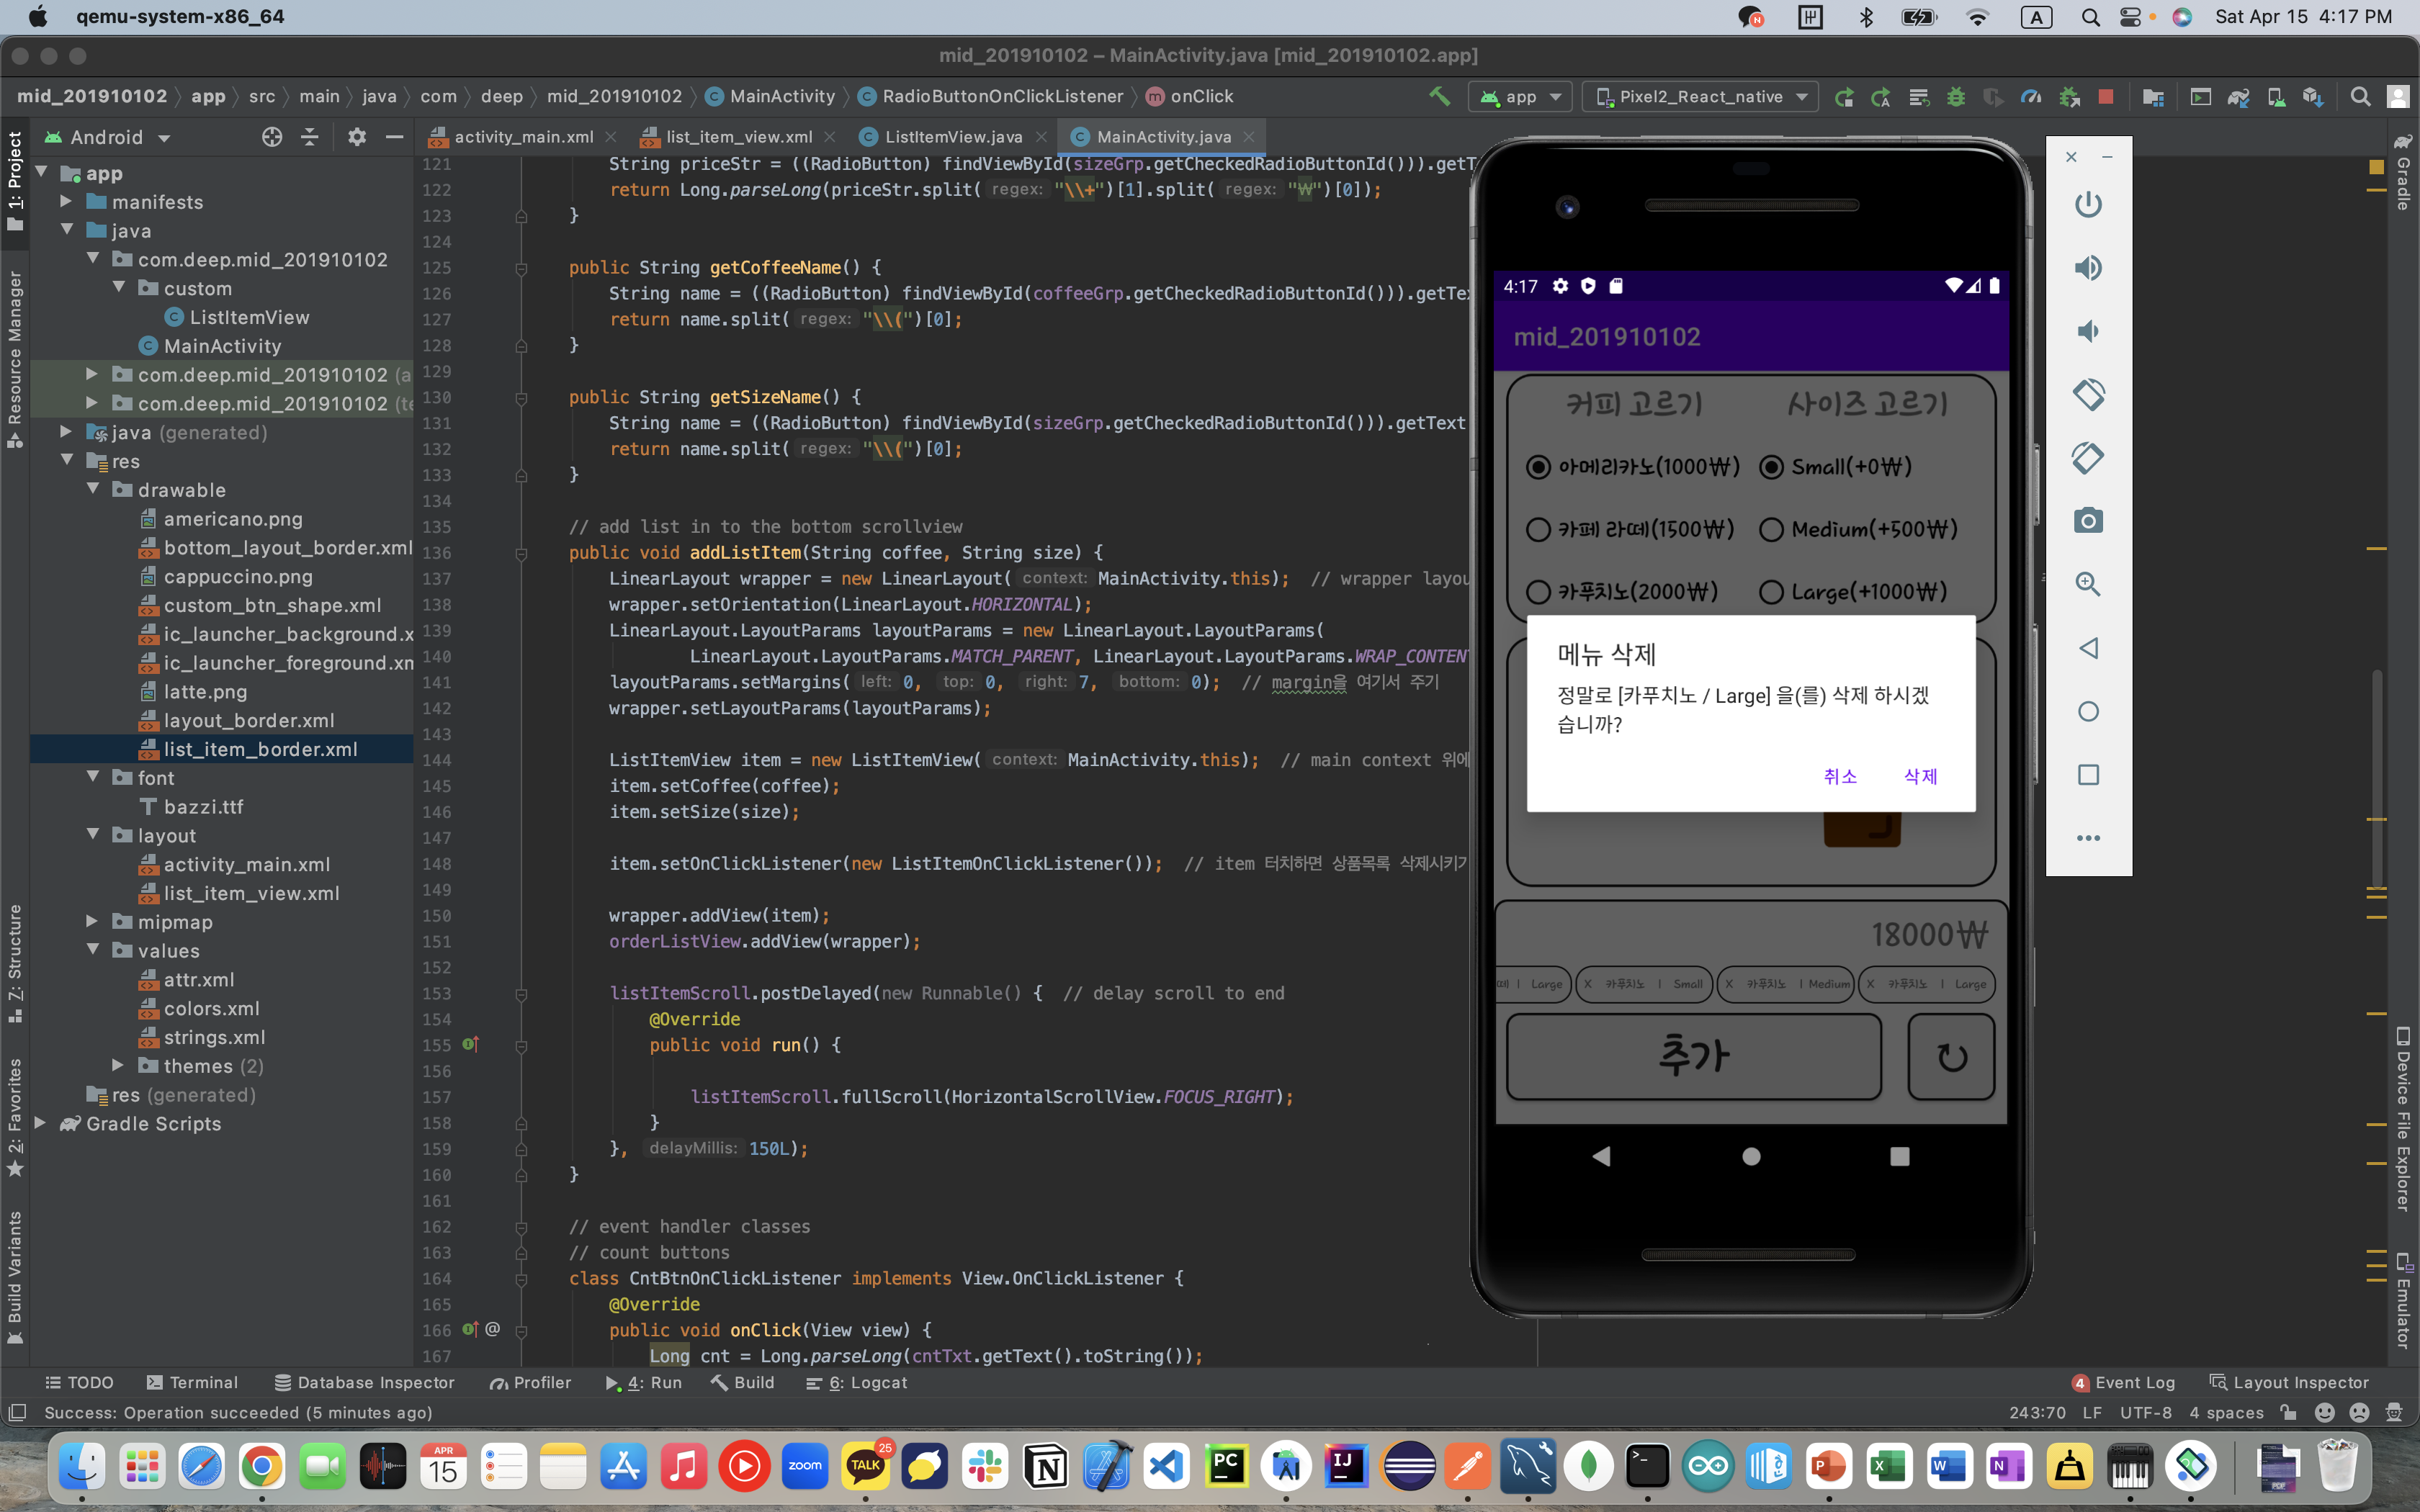 qemu-system-x86_64
A
Sat Apr 15 4:17 PM
mid_201910102 – MainActivity.java [mid_201910102.app]
mid_201910102 〉 app 〉 src 〉 main 〉 java 〉 com 〉 deep 〉 mid_201910102 〉 MainActivity 〉 RadioButtonOnClickListener 〉 onClick
app
Pixel2_React_native
Android
activity_main.xml
list_item_view.xml
ListItemView.java
MainActivity.java
1: Project
Resource Manager
7: Structure
2: Favorites
Build Variants
app
manifests
java
com.deep.mid_201910102
custom
ListItemView
MainActivity
com.deep.mid_201910102 (a
com.deep.mid_201910102 (te
java (generated)
res
drawable
americano.png
bottom_layout_border.xml
cappuccino.png
custom_btn_shape.xml
ic_launcher_background.x
ic_launcher_foreground.xm
latte.png
layout_border.xml
list_item_border.xml
font
bazzi.ttf
layout
activity_main.xml
list_item_view.xml
mipmap
values
attr.xml
colors.xml
strings.xml
themes (2)
res (generated)
Gradle Scripts
121 String priceStr = ((RadioButton) findViewById(sizeGrp.getCheckedRadioButtonId())).getT
122 return Long.parseLong(priceStr.split( regex: "\\+")[1].split( regex: "₩")[0]);
123 }
124
125 public String getCoffeeName() {
126 String name = ((RadioButton) findViewById(coffeeGrp.getCheckedRadioButtonId())).getTex
127 return name.split( regex: "\\(")[0];
128 }
129
130 public String getSizeName() {
131 String name = ((RadioButton) findViewById(sizeGrp.getCheckedRadioButtonId())).getText
132 return name.split( regex: "\\(")[0];
133 }
134
135 // add list in to the bottom scrollview
136 public void addListItem(String coffee, String size) {
137 LinearLayout wrapper = new LinearLayout( context: MainActivity.this); // wrapper layou
138 wrapper.setOrientation(LinearLayout.HORIZONTAL);
139 LinearLayout.LayoutParams layoutParams = new LinearLayout.LayoutParams(
140 LinearLayout.LayoutParams.MATCH_PARENT, LinearLayout.LayoutParams.WRAP_CONTENT
141 layoutParams.setMargins( left: 0, top: 0, right: 7, bottom: 0); // margin을 여기서 주기
142 wrapper.setLayoutParams(layoutParams);
143
144 ListItemView item = new ListItemView( context: MainActivity.this); // main context 위에
145 item.setCoffee(coffee);
146 item.setSize(size);
147
148 item.setOnClickListener(new ListItemOnClickListener()); // item 터치하면 상품목록 삭제시키기
149
150 wrapper.addView(item);
151 orderListView.addView(wrapper);
152
153 listItemScroll.postDelayed(new Runnable() { // delay scroll to end
154 @Override
155 public void run() {
156
157 listItemScroll.fullScroll(HorizontalScrollView.FOCUS_RIGHT);
158 }
159 }, delayMillis: 150L);
160 }
161
162 // event handler classes
163 // count buttons
164 class CntBtnOnClickListener implements View.OnClickListener {
165 @Override
166 public void onClick(View view) {
167 Long cnt = Long.parseLong(cntTxt.getText().toString());
4:17
mid_201910102
커피 고르기
사이즈 고르기
아메리카노(1000₩)
Small(+0₩)
카페 라떼(1500₩)
Medium(+500₩)
카푸치노(2000₩)
Large(+1000₩)
메뉴 삭제
정말로 [카푸치노 / Large] 을(를) 삭제 하시겠
습니까?
취소
삭제
18000₩
| Large
X 카푸치노 | Small
X 카푸치노 | Medium
X 카푸치노 | Large
추가
Gradle
Device File Explorer
Emulator
TODO
Terminal
Database Inspector
Profiler
4: Run
Build
6: Logcat
4 Event Log
Layout Inspector
Success: Operation succeeded (5 minutes ago)
243:70 LF UTF-8 4 spaces
APR
15
zoom
TALK
25
PC
IJ
P
X
W
N
PDF